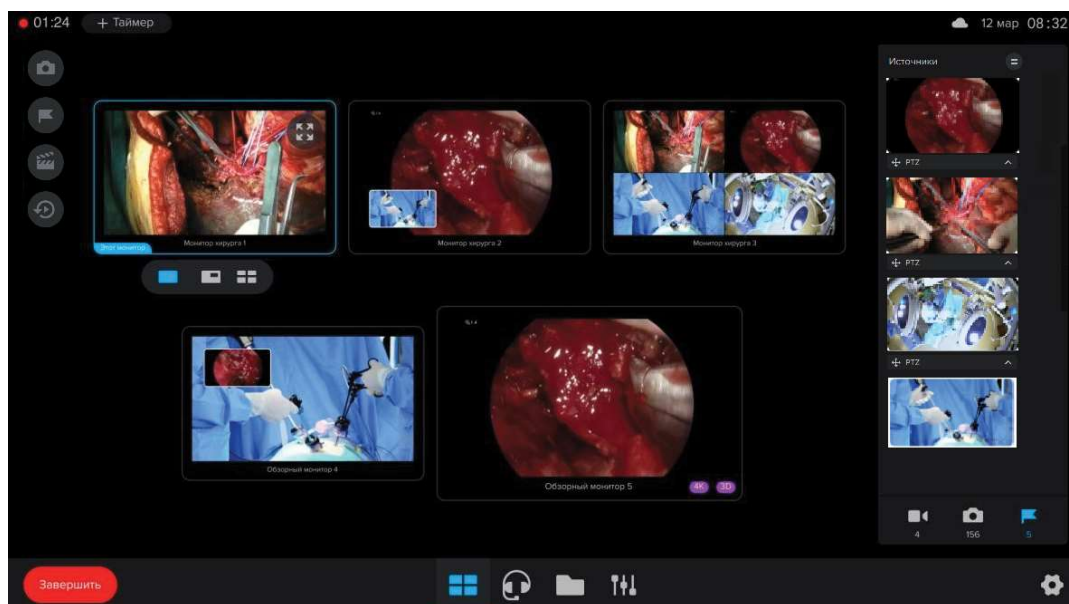 01:24
+ Таймер
12 мар 08:32
Источники
Этот монитор
Монитор хирурга 1
Монитор хирурга 2
Монитор хирурга 3
PTZ
PTZ
PTZ
Обзорный монитор 4
Обзорный монитор 5
4K
3D
4
156
5
Завершить